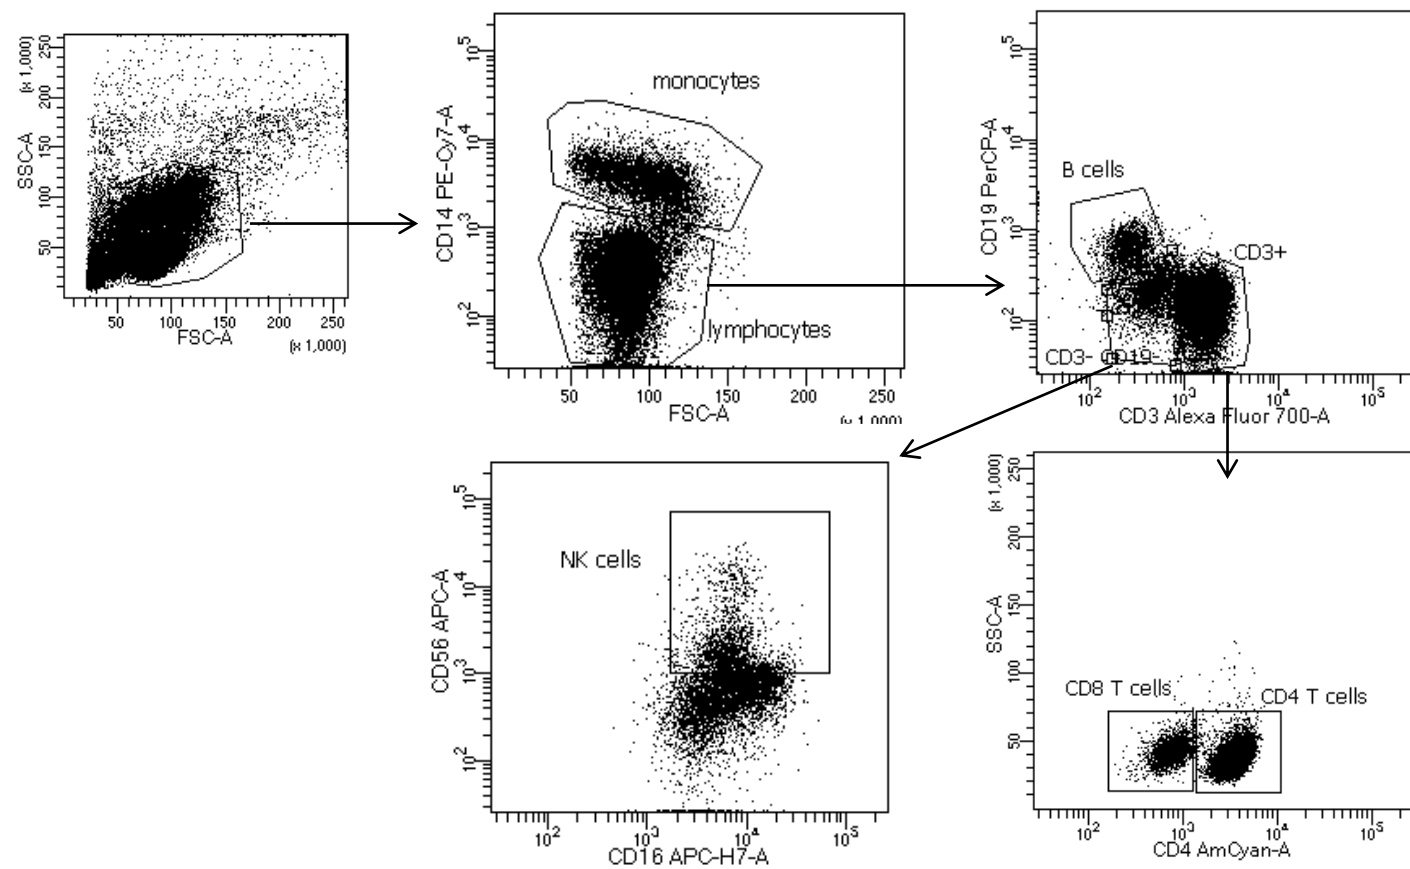 (x 1,000)
250
200
150
100
50
SSC-A
50 100 150 200 250
FSC-A
(x 1,000)
monocytes
lymphocytes
10^5
10^4
10^3
10^2
CD14 PE-Cy7-A
50 100 150 200 250
FSC-A
(x 1,000)
B cells
CD3+
CD3- CD19-
10^5
10^4
10^3
10^2
CD19 PerCP-A
10^2 10^3 10^4 10^5
CD3 Alexa Fluor 700-A
NK cells
10^5
10^4
10^3
10^2
CD56 APC-A
10^2 10^3 10^4 10^5
CD16 APC-H7-A
(x 1,000)
250
200
150
100
50
SSC-A
CD8 T cells
CD4 T cells
10^2 10^3 10^4 10^5
CD4 AmCyan-A